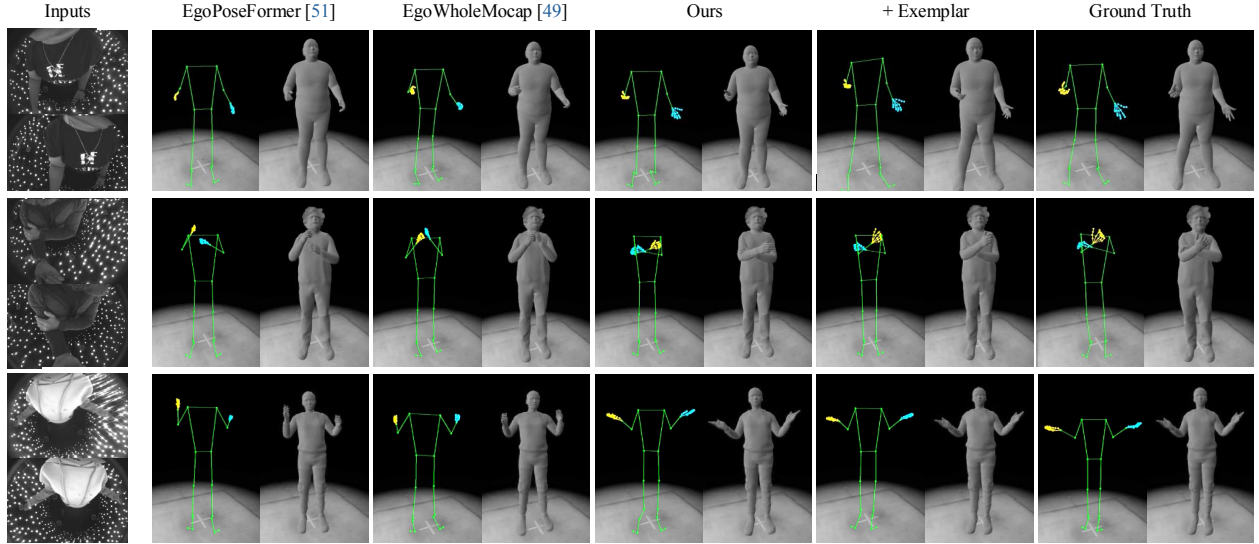 Inputs
EgoPoseFormer [51]
EgoWholeMocap [49]
Ours
+ Exemplar
Ground Truth